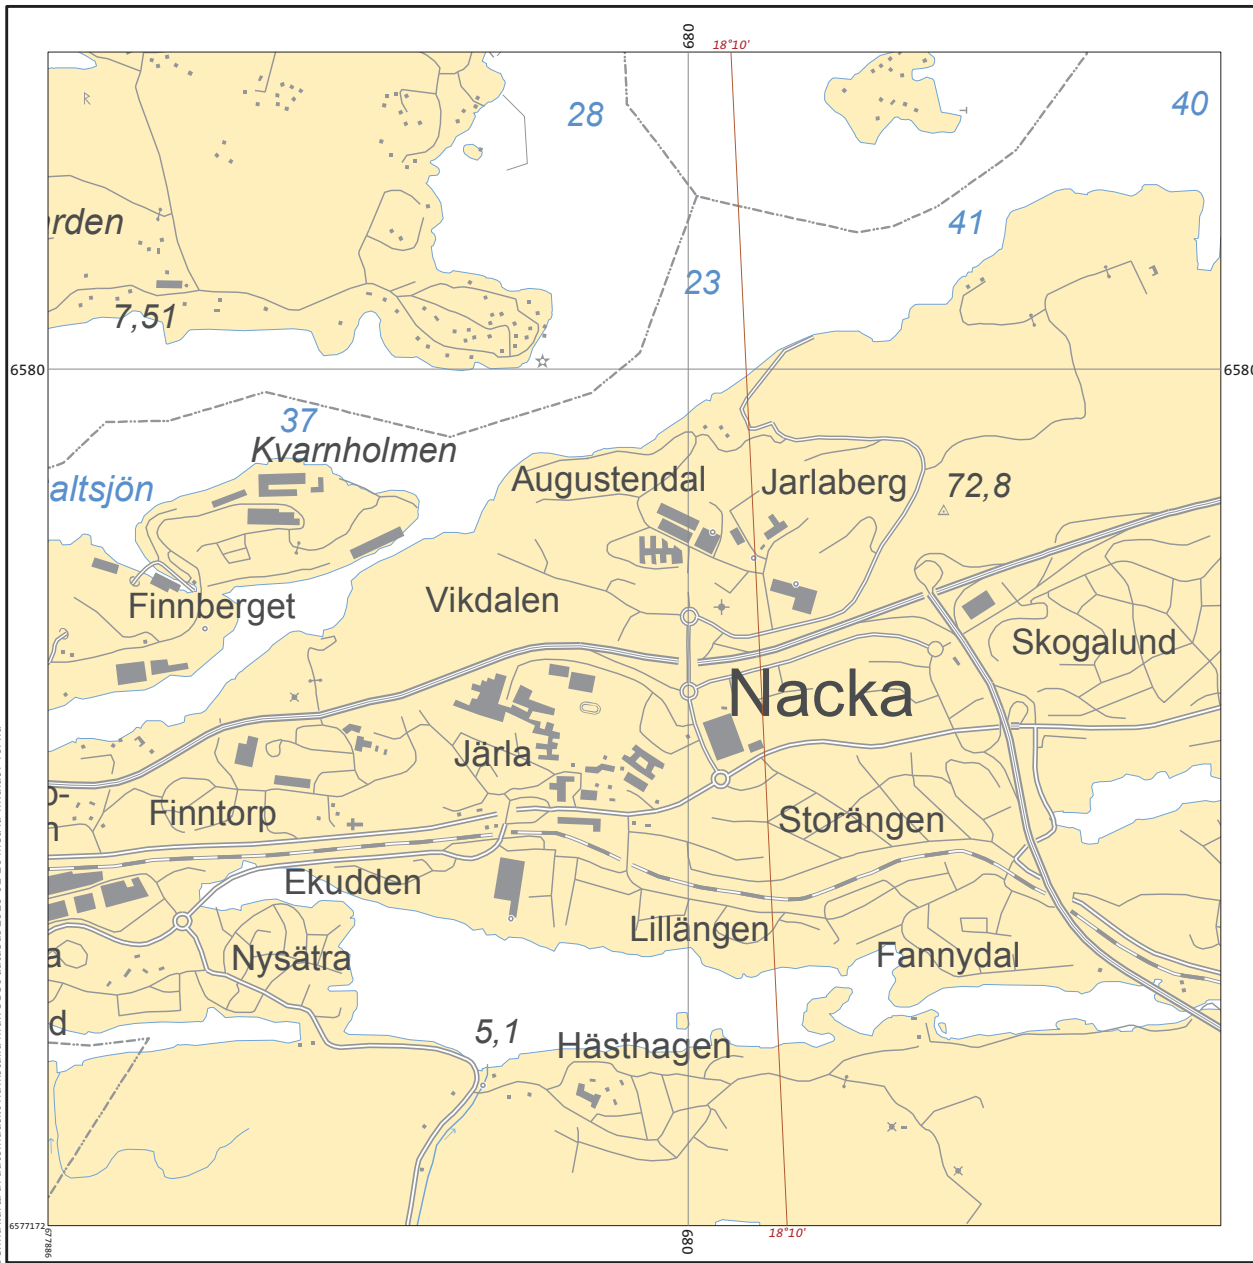 680
18°10'
28
40
rden
41
23
7,51
6580
6580
37
Kvarnholmen
altsjön
Augustendal
Jarlaberg
72,8
Finnberget
Vikdalen
Skogalund
Nacka
Järla
Finntorp
Storängen
Ekudden
Lillängen
Nysätra
Fannydal
a
d
5,1
Hästhagen
6577172
677886
680
18°10'